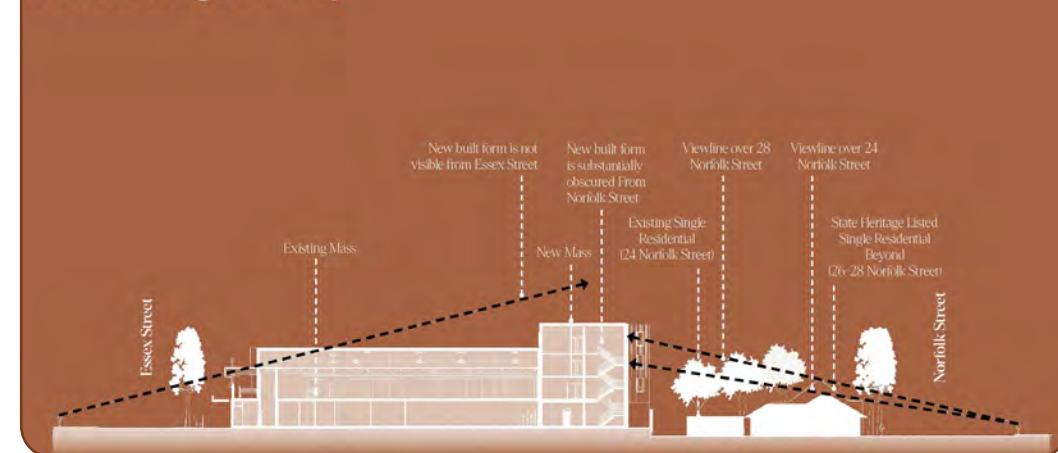 New built form is not
visible from Essex Street
New built form
is substantially
obscured From
Norfolk Street
Viewline over 28
Norfolk Street
Viewline over 24
Norfolk Street
Existing Mass
New Mass
Existing Single
Residential
(24 Norfolk Street)
State Heritage Listed
Single Residential
Beyond
(26-28 Norfolk Street)
Essex Street
Norfolk Street